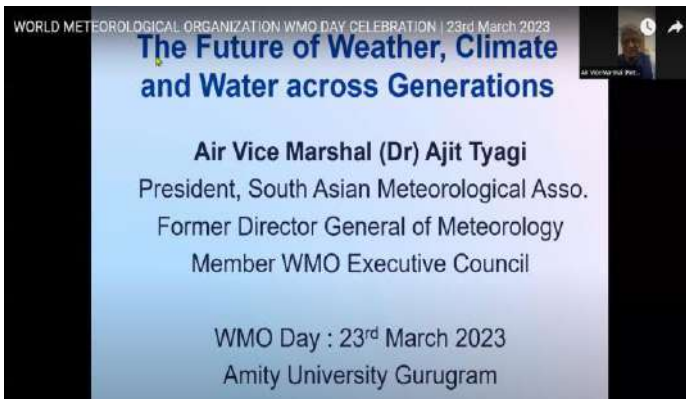 WORLD METEOROLOGICAL ORGANIZATION WMO DAY CELEBRATION | 23rd March 2023
The Future of Weather, Climate
and Water across Generations
Air Vice Marshal (Dr) Ajit Tyagi
President, South Asian Meteorological Asso.
Former Director General of Meteorology
Member WMO Executive Council
WMO Day : 23rd March 2023
Amity University Gurugram